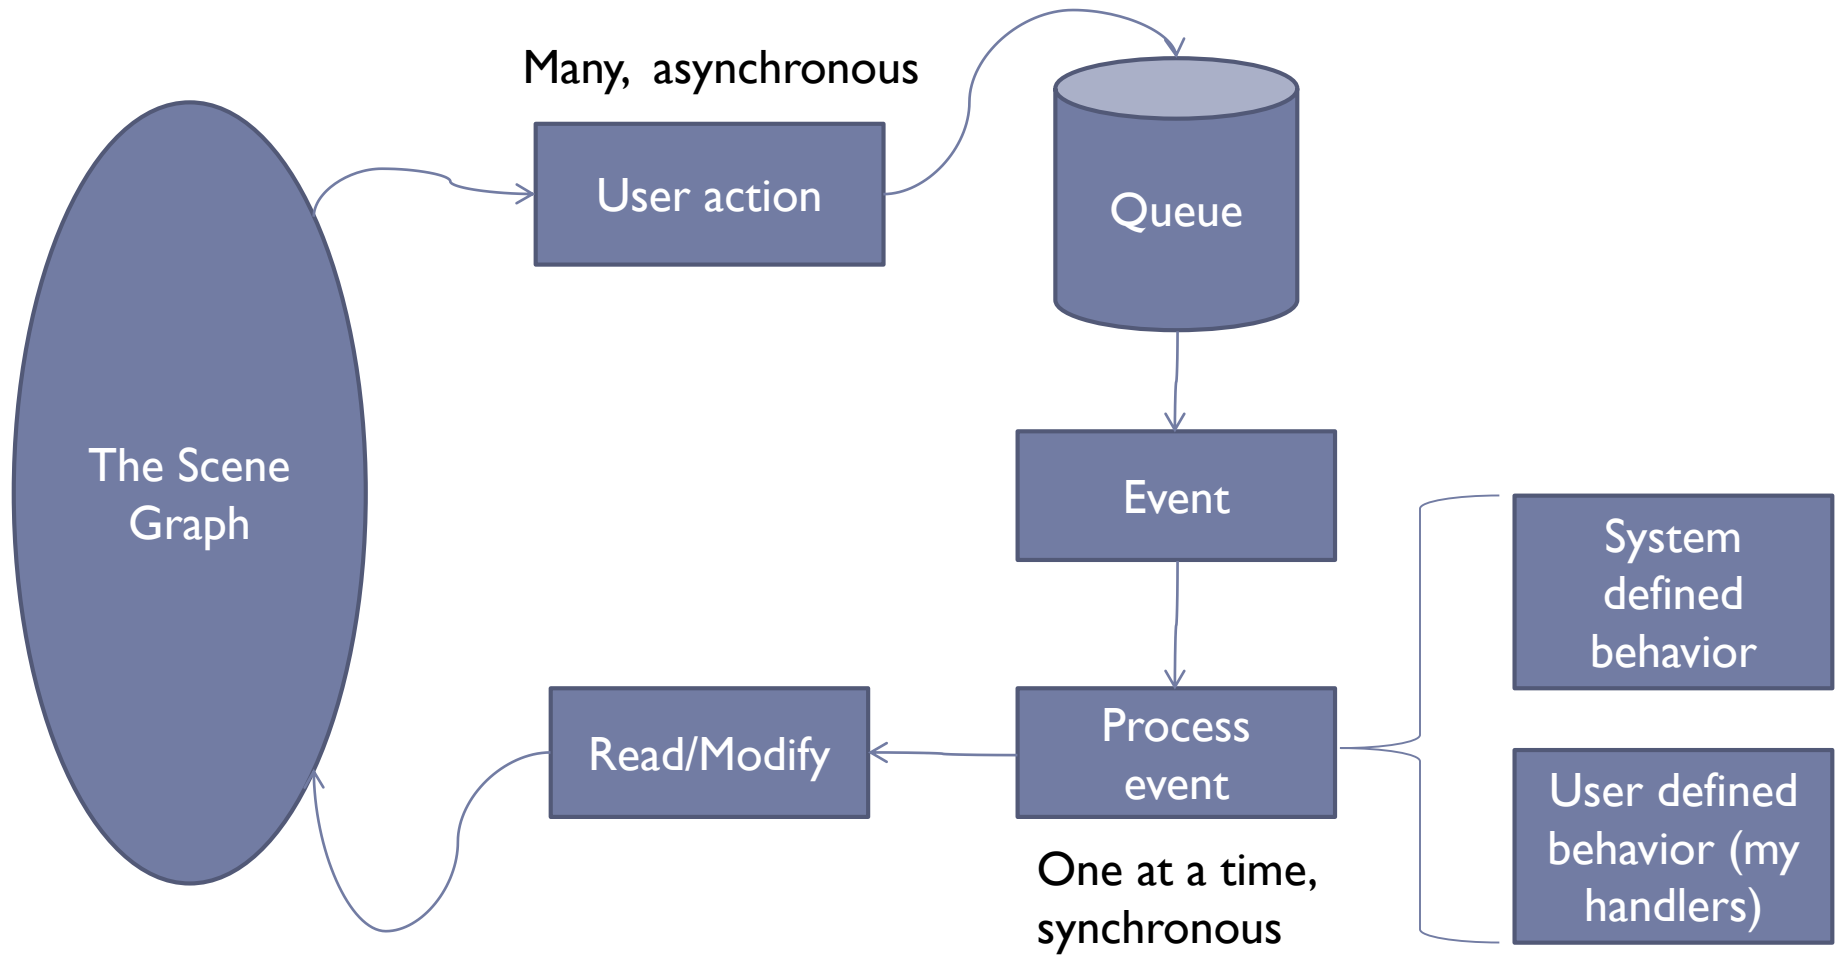 Many, asynchronous
User action
Queue
The Scene
Graph
Event
System
defined
behavior
Process
event
Read/Modify
User defined
behavior (my
handlers)
One at a time,
synchronous